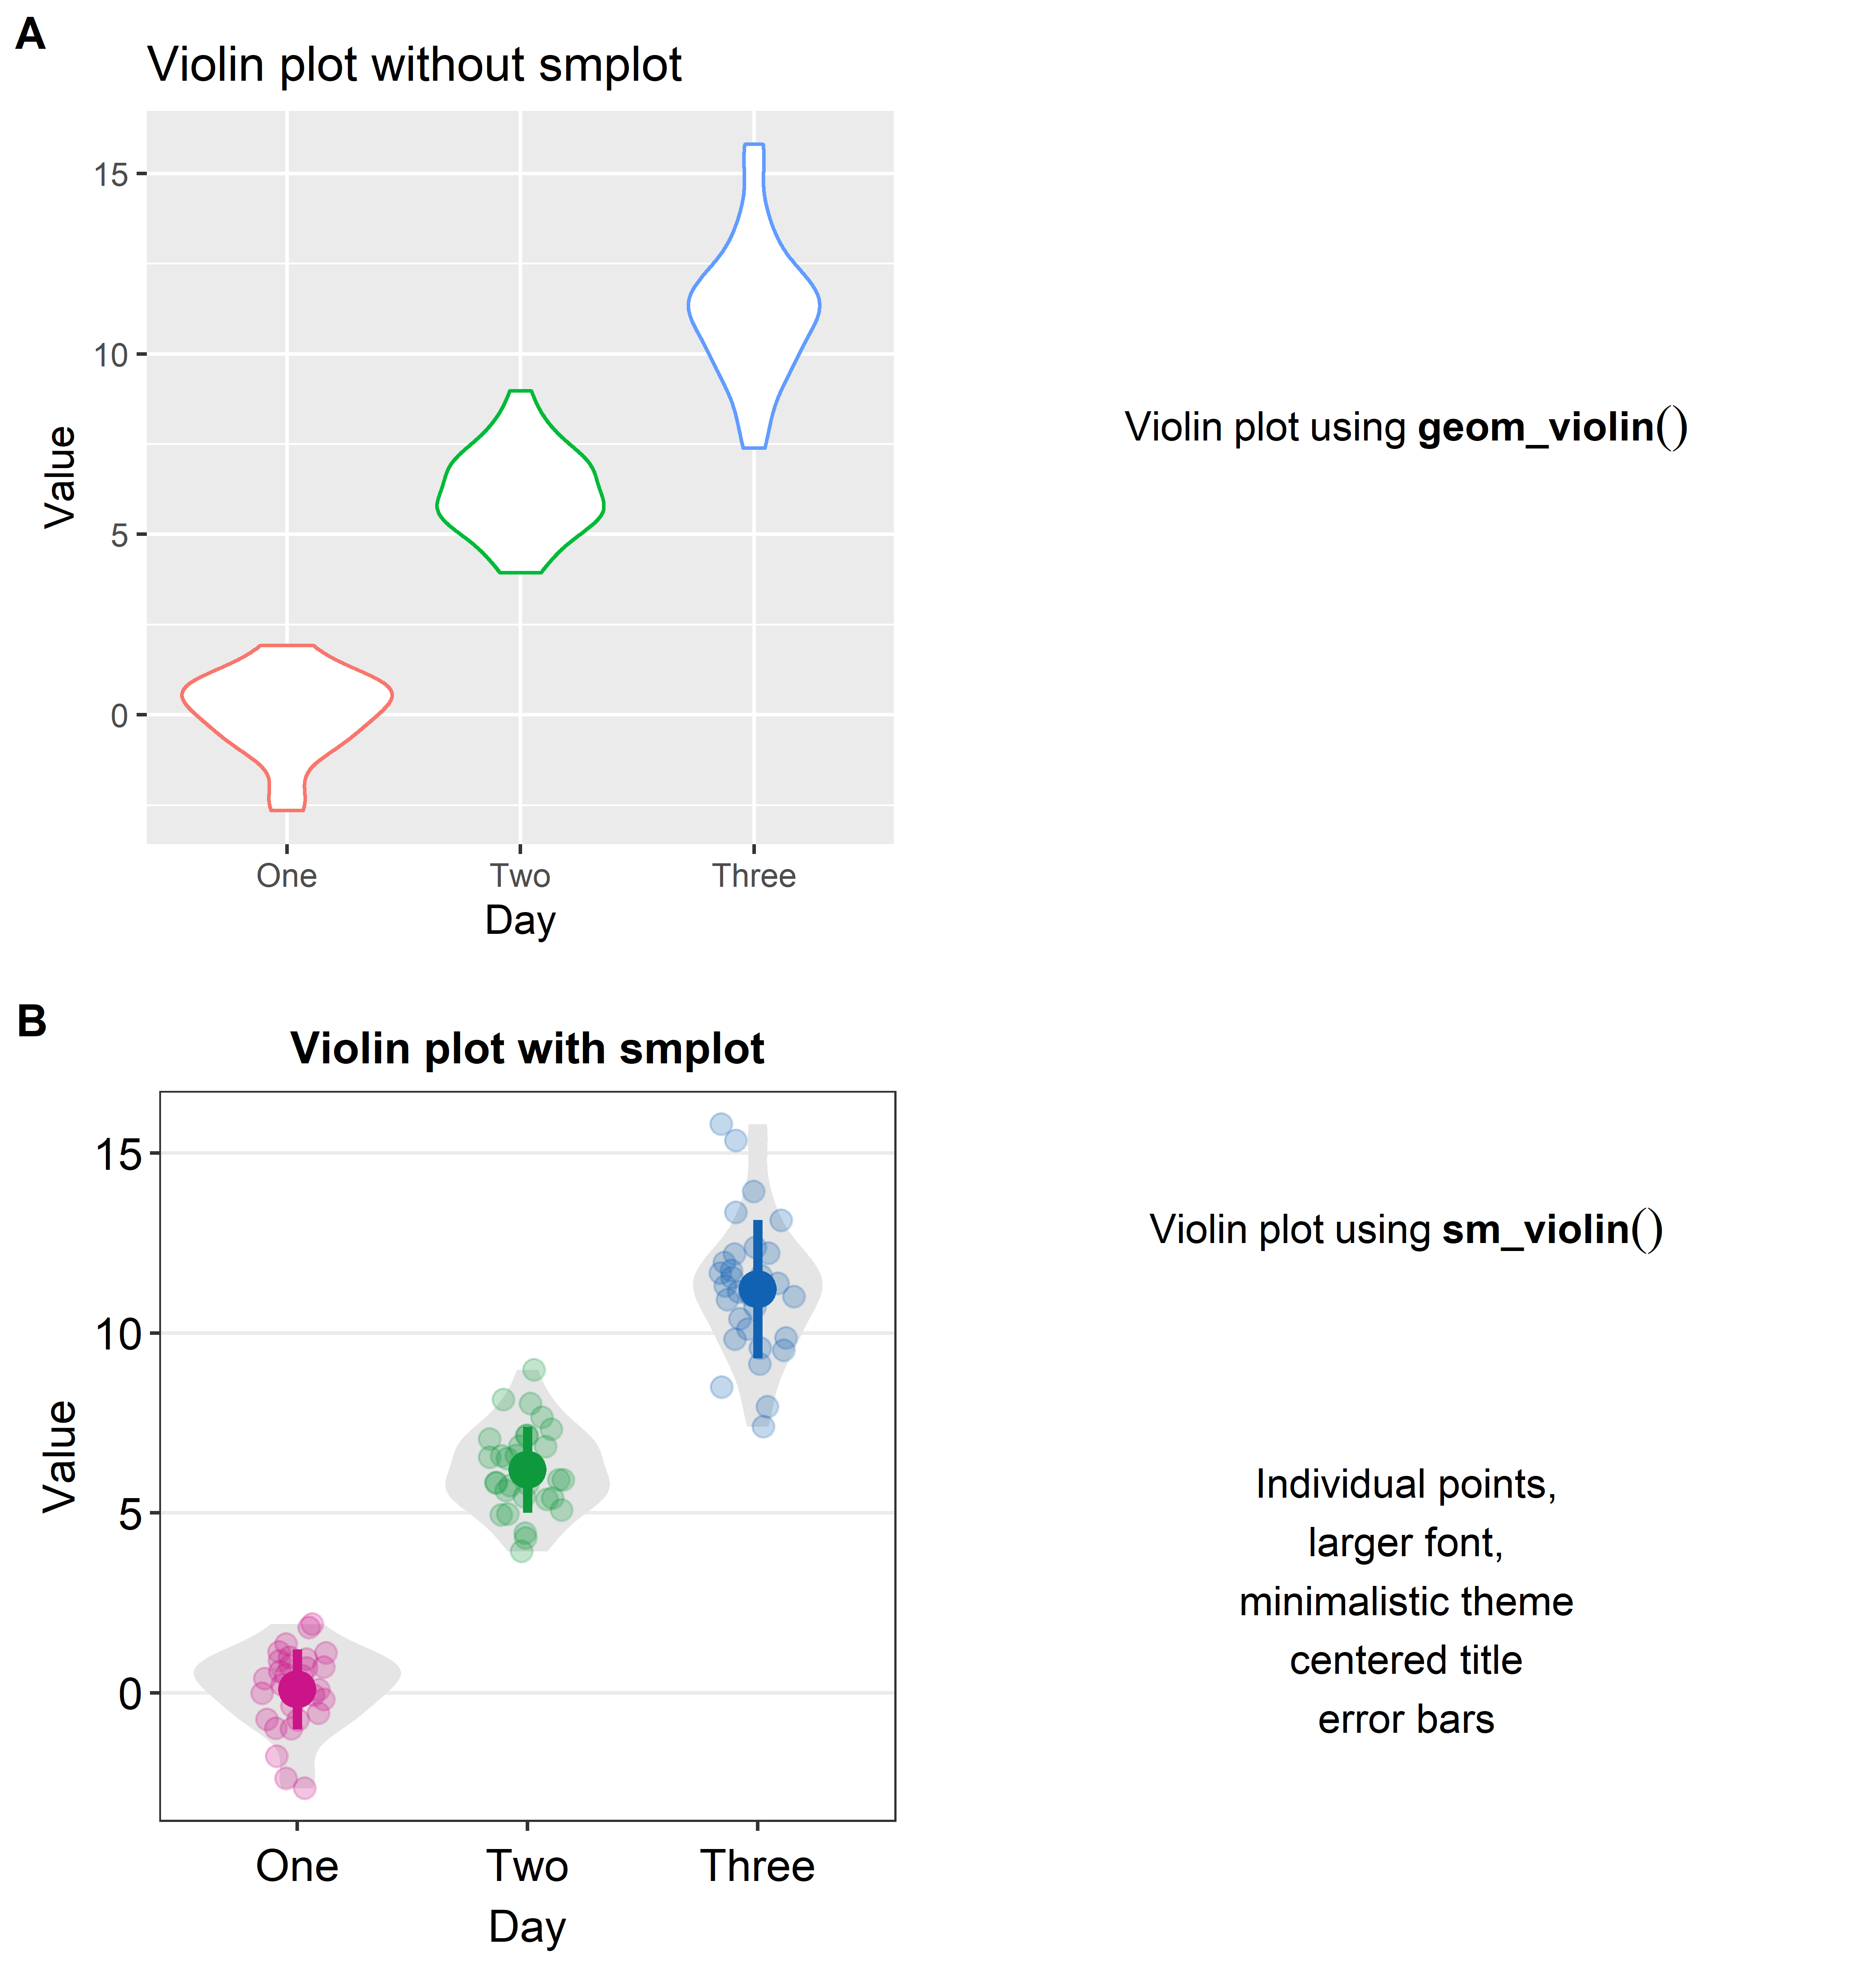 A
Violin plot without smplot
15
10
5
0
Value
One Two Three
Day
Violin plot using geom_violin()
B
Violin plot with smplot
15
10
5
0
Value
One Two Three
Day
Violin plot using sm_violin()
Individual points,
larger font,
minimalistic theme
centered title
error bars